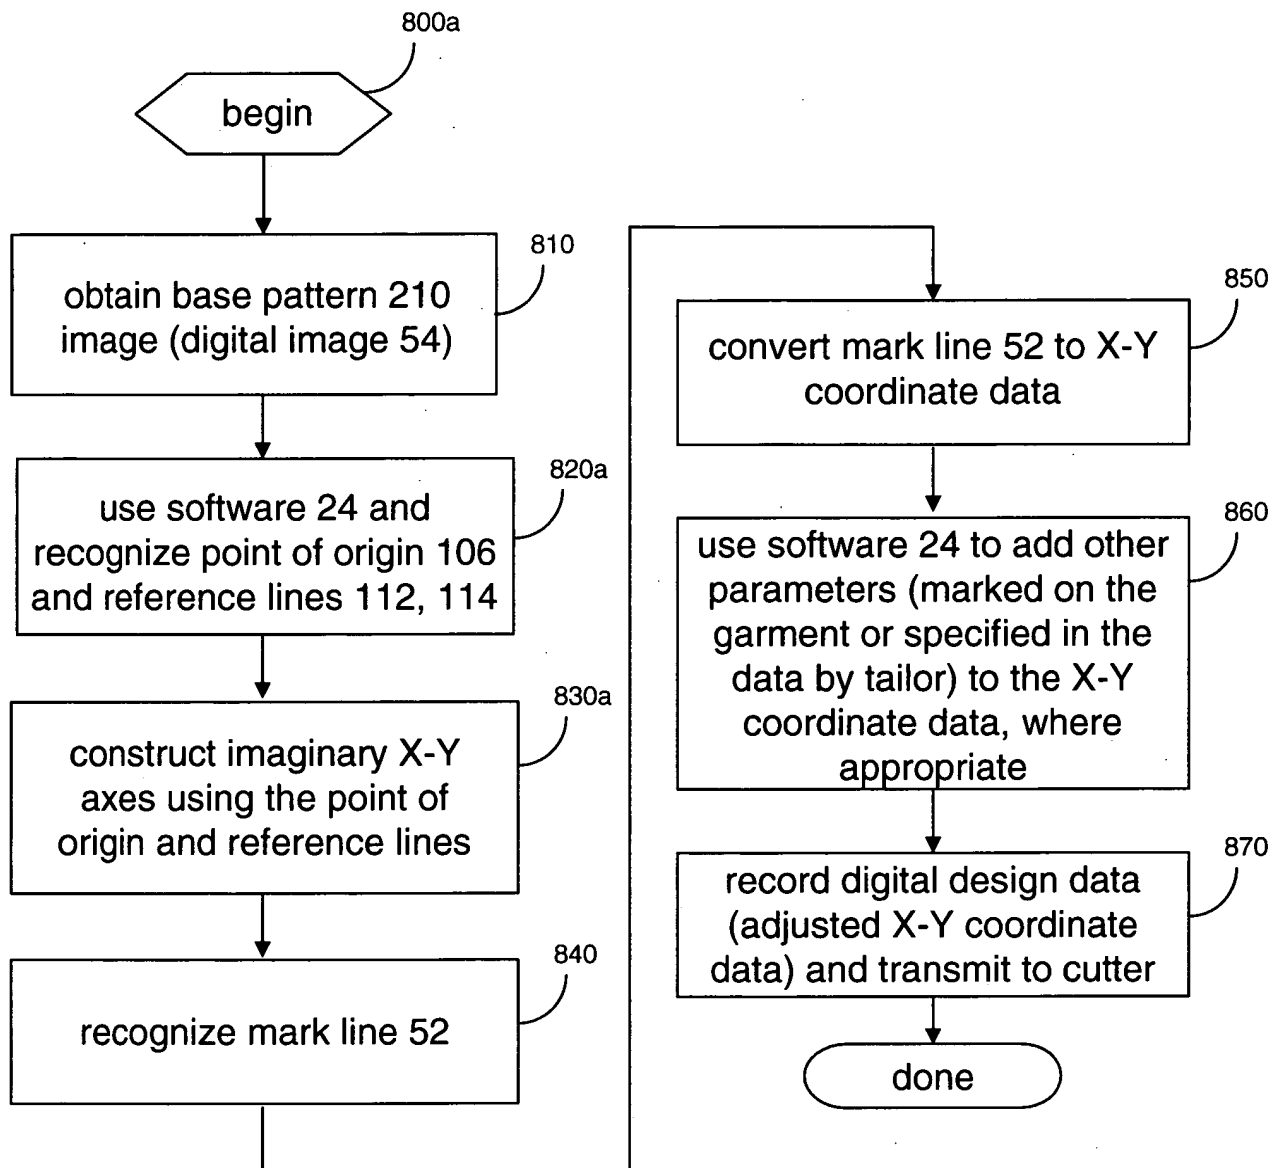 800a
begin
810
obtain base pattern 210
image (digital image 54)
820a
use software 24 and
recognize point of origin 106
and reference lines 112, 114
830a
construct imaginary X-Y
axes using the point of
origin and reference lines
840
recognize mark line 52
850
convert mark line 52 to X-Y
coordinate data
860
use software 24 to add other
parameters (marked on the
garment or specified in the
data by tailor) to the X-Y
coordinate data, where
appropriate
870
record digital design data
(adjusted X-Y coordinate
data) and transmit to cutter
done